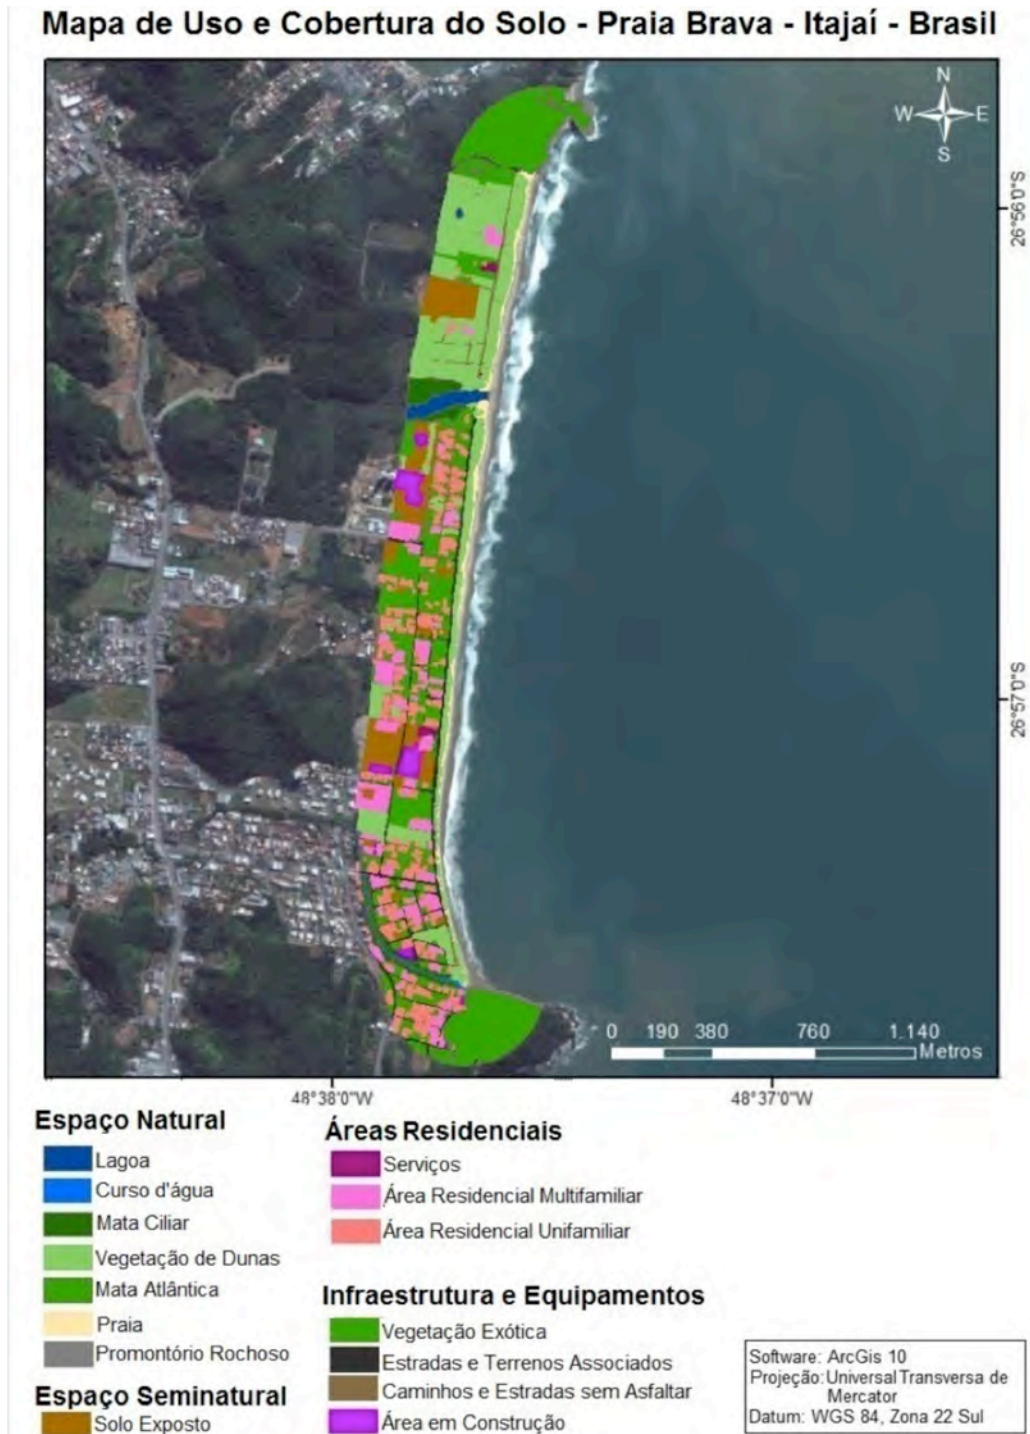 Mapa de Uso e Cobertura do Solo - Praia Brava - Itajaí - Brasil
N
W E
S
26°56'0"S
26°57'0"S
0 190 380 760 1.140
Metros
48°38'0"W 48°37'0"W
Espaço Natural
Lagoa
Curso d'água
Mata Ciliar
Vegetação de Dunas
Mata Atlântica
Praia
Promontório Rochoso
Espaço Seminatural
Solo Exposto
Áreas Residenciais
Serviços
Área Residencial Multifamiliar
Área Residencial Unifamiliar
Infraestrutura e Equipamentos
Vegetação Exótica
Estradas e Terrenos Associados
Caminhos e Estradas sem Asfaltar
Área em Construção
Software: ArcGis 10
Projeção: Universal Transversa de
Mercator
Datum: WGS 84, Zona 22 Sul